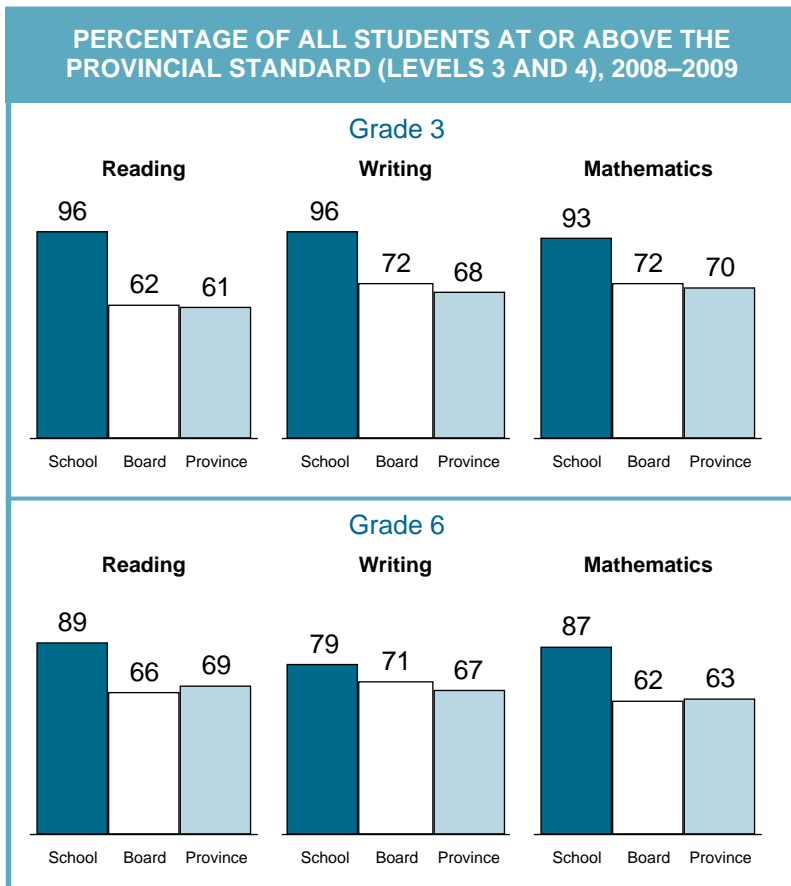 PERCENTAGE OF ALL STUDENTS AT OR ABOVE THE
PROVINCIAL STANDARD (LEVELS 3 AND 4), 2008–2009
Grade 3
Reading Writing Mathematics
96 62 61 96 72 68 93 72 70
School Board Province School Board Province School Board Province
Grade 6
Reading Writing Mathematics
89 66 69 79 71 67 87 62 63
School Board Province School Board Province School Board Province